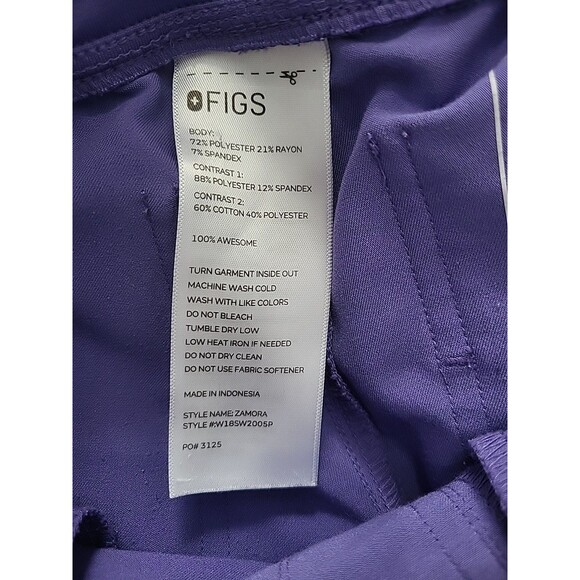 FIGS
BODY:
72% POLYESTER 21% RAYON
7% SPANDEX
CONTRAST 1:
88% POLYESTER 12% SPANDEX
CONTRAST 2:
60% COTTON 40% POLYESTER
100% AWESOME
TURN GARMENT INSIDE OUT
MACHINE WASH COLD
WASH WITH LIKE COLORS
DO NOT BLEACH
TUMBLE DRY LOW
LOW HEAT IRON IF NEEDED
DO NOT DRY CLEAN
DO NOT USE FABRIC SOFTENER
MADE IN INDONESIA
STYLE NAME: ZAMORA
STYLE #:W18SW2005P
PO# 3125